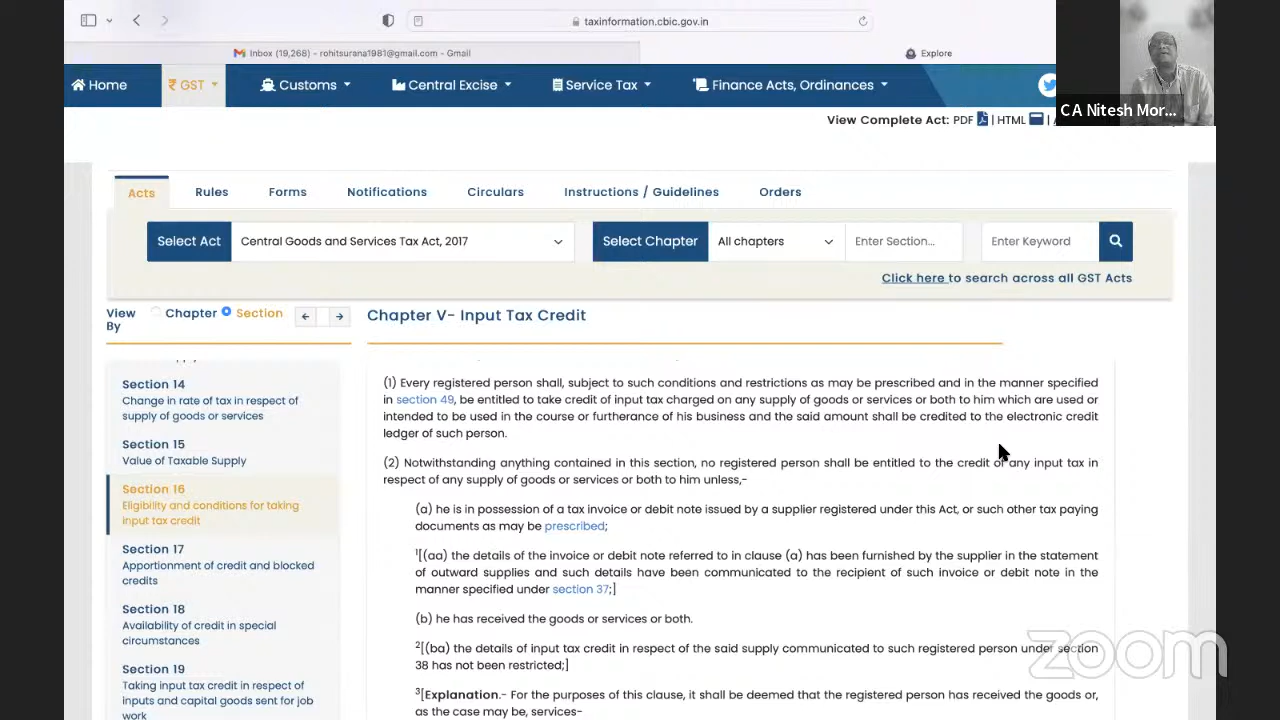 taxinformation.cbic.gov.in
Inbox (19,268) - rohitsurana1981@gmail.com - Gmail
Explore
Home
₹ GST
Customs
Central Excise
Service Tax
Finance Acts, Ordinances
C A Nitesh Mor...
View Complete Act: PDF | HTML |
Acts
Rules
Forms
Notifications
Circulars
Instructions / Guidelines
Orders
Select Act
Central Goods and Services Tax Act, 2017
Select Chapter
All chapters
Enter Section...
Enter Keyword
Click here to search across all GST Acts
View By
Chapter
Section
Chapter V- Input Tax Credit
Section 14
Change in rate of tax in respect of
supply of goods or services
Section 15
Value of Taxable Supply
Section 16
Eligibility and conditions for taking
input tax credit
Section 17
Apportionment of credit and blocked
credits
Section 18
Availability of credit in special
circumstances
Section 19
Taking input tax credit in respect of
inputs and capital goods sent for job
work
(1) Every registered person shall, subject to such conditions and restrictions as may be prescribed and in the manner specified
in section 49, be entitled to take credit of input tax charged on any supply of goods or services or both to him which are used or
intended to be used in the course or furtherance of his business and the said amount shall be credited to the electronic credit
ledger of such person.
(2) Notwithstanding anything contained in this section, no registered person shall be entitled to the credit of any input tax in
respect of any supply of goods or services or both to him unless,-
(a) he is in possession of a tax invoice or debit note issued by a supplier registered under this Act, or such other tax paying
documents as may be prescribed;
1[(aa) the details of the invoice or debit note referred to in clause (a) has been furnished by the supplier in the statement
of outward supplies and such details have been communicated to the recipient of such invoice or debit note in the
manner specified under section 37;]
(b) he has received the goods or services or both.
2[(ba) the details of input tax credit in respect of the said supply communicated to such registered person under section
38 has not been restricted;]
3[Explanation.- For the purposes of this clause, it shall be deemed that the registered person has received the goods or,
as the case may be, services-
zoom